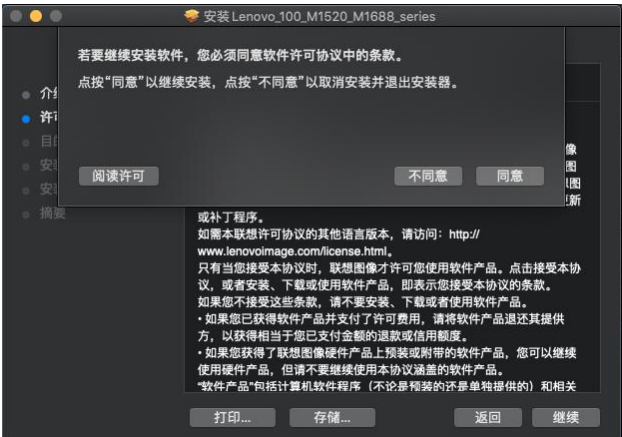 安装 Lenovo_100_M1520_M1688_series
若要继续安装软件，您必须同意软件许可协议中的条款。
点按“同意”以继续安装，点按“不同意”以取消安装并退出安装器。
阅读许可
不同意
同意
介绍
许
目
安
安
摘要
像
图
图
更新
或补丁程序。
如需本联想许可协议的其他语言版本，请访问：http://
www.lenovoimage.com/license.html。
只有当您接受本协议时，联想图像才许可您使用软件产品。点击接受本协
议，或者安装、下载或使用软件产品，即表示您接受本协议的条款。
如果您不接受这些条款，请不要安装、下载或者使用软件产品。
•如果您已获得软件产品并支付了许可费用，请将软件产品退还其提供
方，以获得相当于您已支付金额的退款或信用额度。
•如果您获得了联想图像硬件产品上预装或附带的软件产品，您可以继续
使用硬件产品，但请不要继续使用本协议涵盖的软件产品。
“软件产品”包括计算机软件程序（不论是预装的还是单独提供的）和相关
打印...
存储...
返回
继续